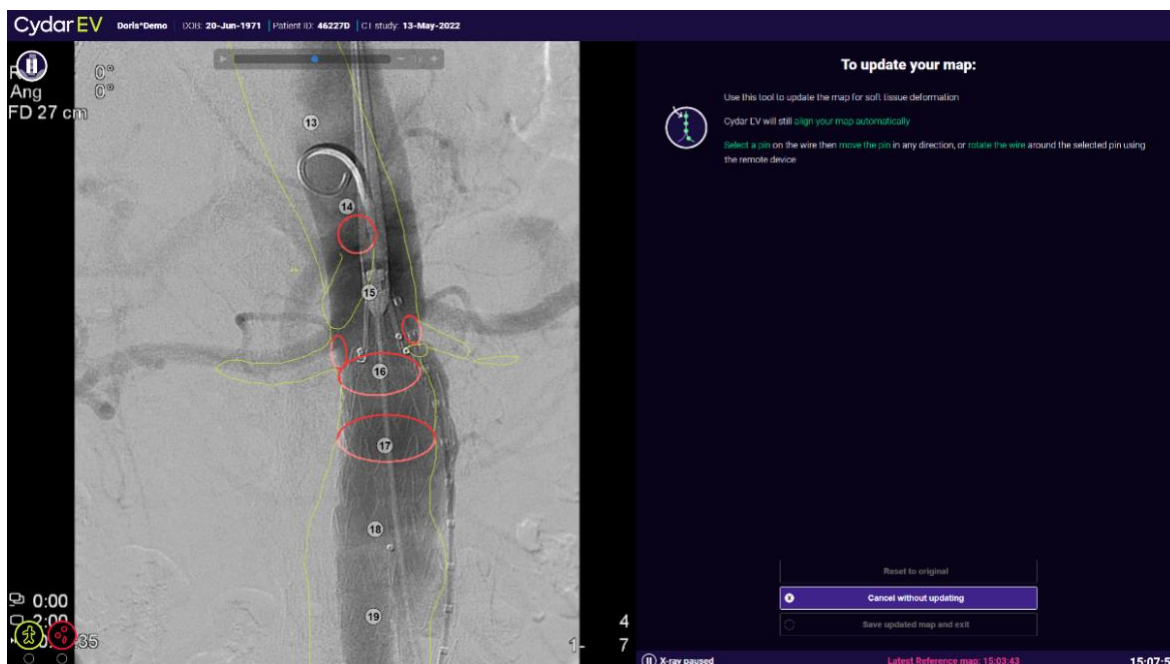 Cydar EV Doris*Demo DOB: 20-Jun-1971 Patient ID: 46227D CT study: 13-May-2022
0°
Ang 0°
FD 27 cm
13
14
15
16
17
18
19
0:00
4
1- 7
To update your map:
Use this tool to update the map for soft tissue deformation
Cydar EV will still align your map automatically
Select a pin on the wire then move the pin in any direction, or rotate the wire around the selected pin using
the remote device
Reset to original
Cancel without updating
Save updated map and exit
X-ray paused Latest Reference map: 15:03:43